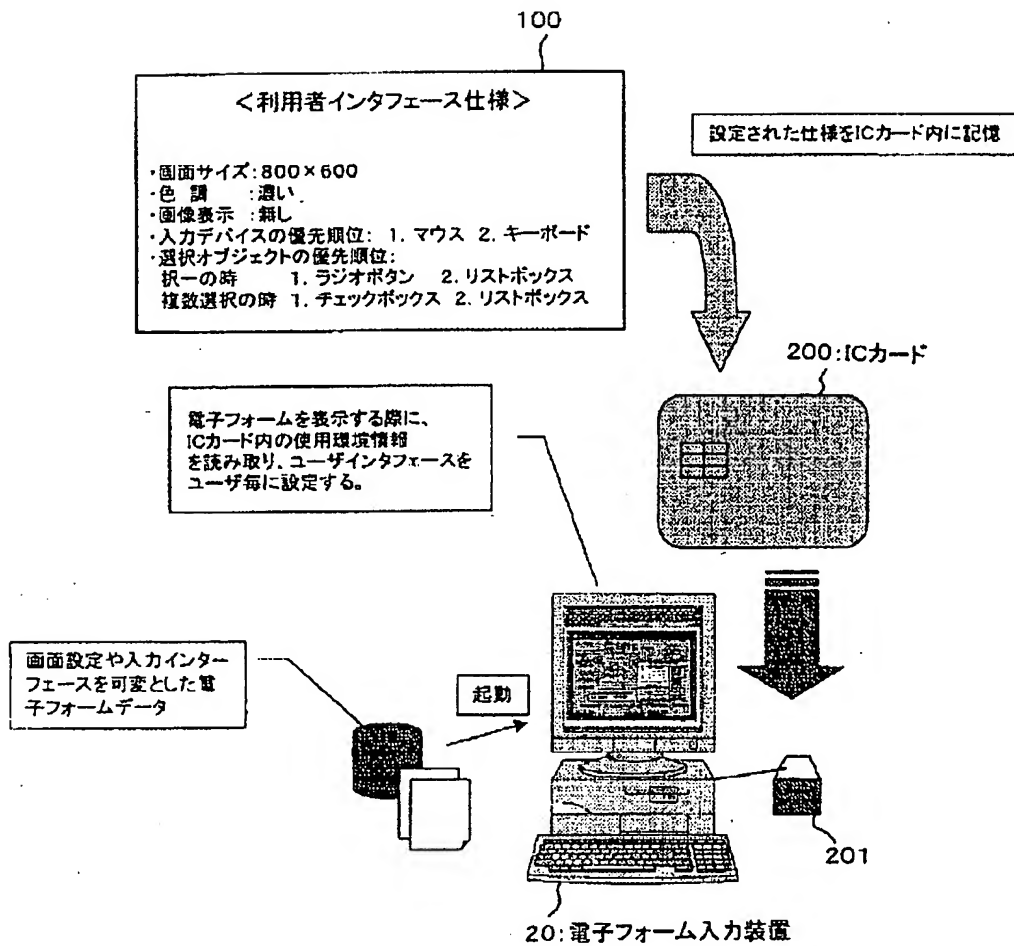 100
<利用者インタフェース仕様>
設定された仕様をICカード内に記憶
・画面サイズ:800×600
・色 調 :濃い
・画像表示 :無し
・入力デバイスの優先順位: 1. マウス 2. キーボード
・選択オブジェクトの優先順位:
択一の時 1. ラジオボタン 2. リストボックス
複数選択の時 1. チェックボックス 2. リストボックス
200:ICカード
電子フォームを表示する際に、
ICカード内の使用環境情報
を読み取り、ユーザインタフェースを
ユーザ毎に設定する。
画面設定や入力インター
フェースを可変とした電
子フォームデータ
起動
201
20:電子フォーム入力装置